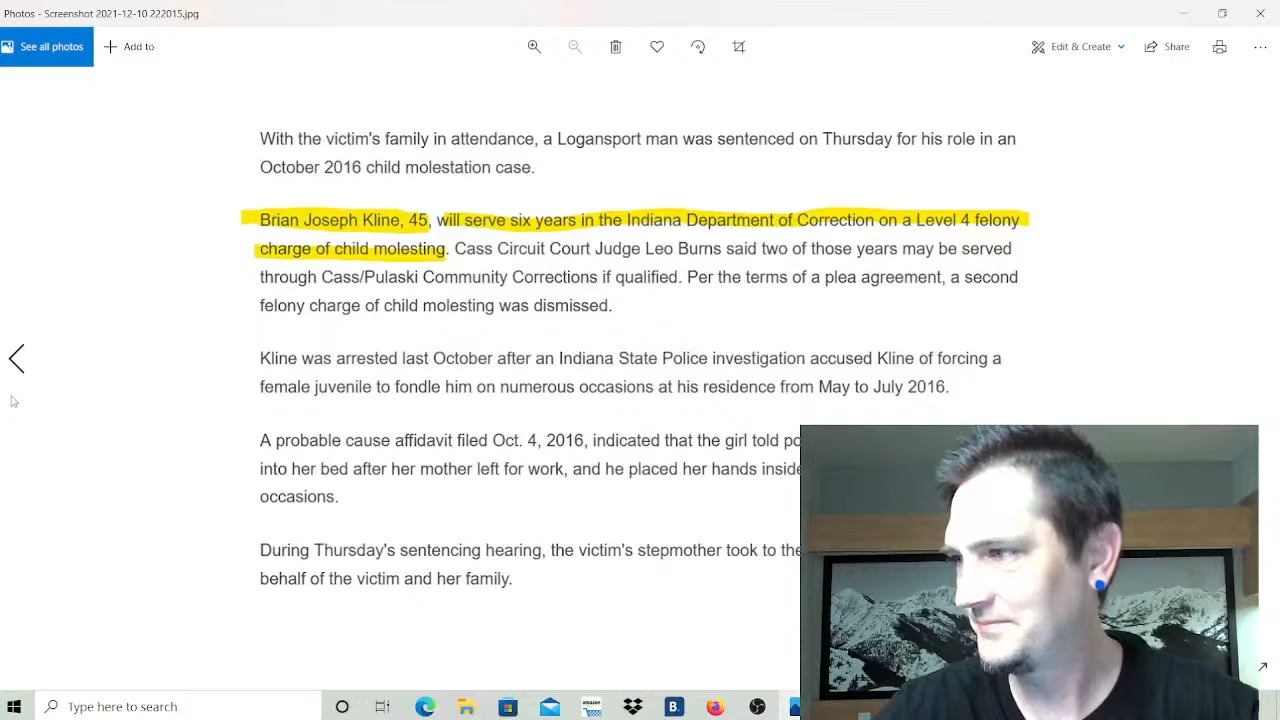 Photos - Screenshot 2021-12-10 222015.jpg
See all photos
Add to
Edit & Create
Share
With the victim's family in attendance, a Logansport man was sentenced on Thursday for his role in an
October 2016 child molestation case.
Brian Joseph Kline, 45, will serve six years in the Indiana Department of Correction on a Level 4 felony
charge of child molesting. Cass Circuit Court Judge Leo Burns said two of those years may be served
through Cass/Pulaski Community Corrections if qualified. Per the terms of a plea agreement, a second
felony charge of child molesting was dismissed.
Kline was arrested last October after an Indiana State Police investigation accused Kline of forcing a
female juvenile to fondle him on numerous occasions at his residence from May to July 2016.
A probable cause affidavit filed Oct. 4, 2016, indicated that the girl told
into her bed after her mother left for work, and he placed her hands inside
occasions.
During Thursday's sentencing hearing, the victim's stepmother took to the
behalf of the victim and her family.
Type here to search
amazon
B.